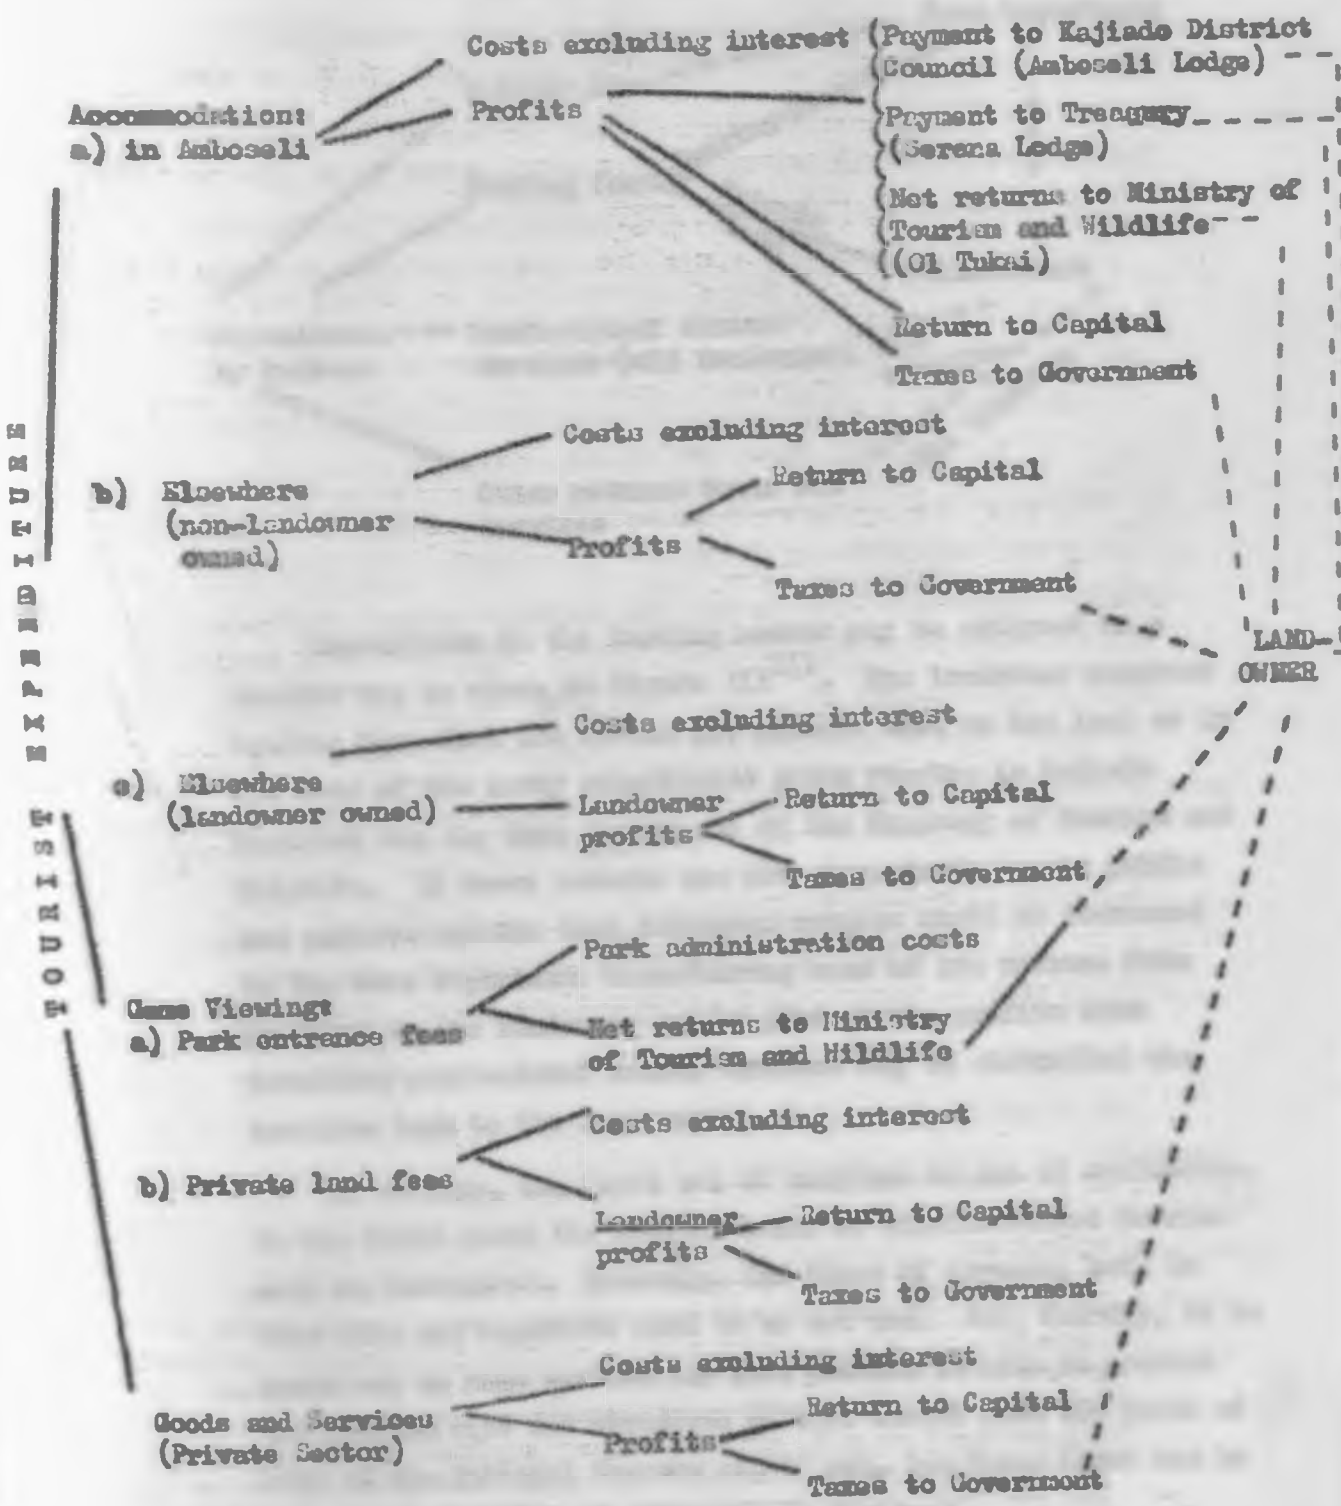 Costs excluding interest
(Payment to Kajiado District
Council (Amboseli Lodge)
Accommodation:
a) in Amboseli
Profits
Payment to Treasury
(Serena Lodge)
Net returns to Ministry of
Tourism and Wildlife
(Ol Tukai)
Return to Capital
Taxes to Government
TOURIST EXPENDITURE
b) Elsewhere
(non-landowner
owned)
Costs excluding interest
Profits
Return to Capital
Taxes to Government
LAND-
OWNER
c) Elsewhere
(landowner owned)
Costs excluding interest
Landowner
profits
Return to Capital
Taxes to Government
Game Viewing:
a) Park entrance fees
Park administration costs
Net returns to Ministry
of Tourism and Wildlife
b) Private land fees
Costs excluding interest
Landowner
profits
Return to Capital
Taxes to Government
Goods and Services
(Private Sector)
Costs excluding interest
Profits
Return to Capital
Taxes to Government